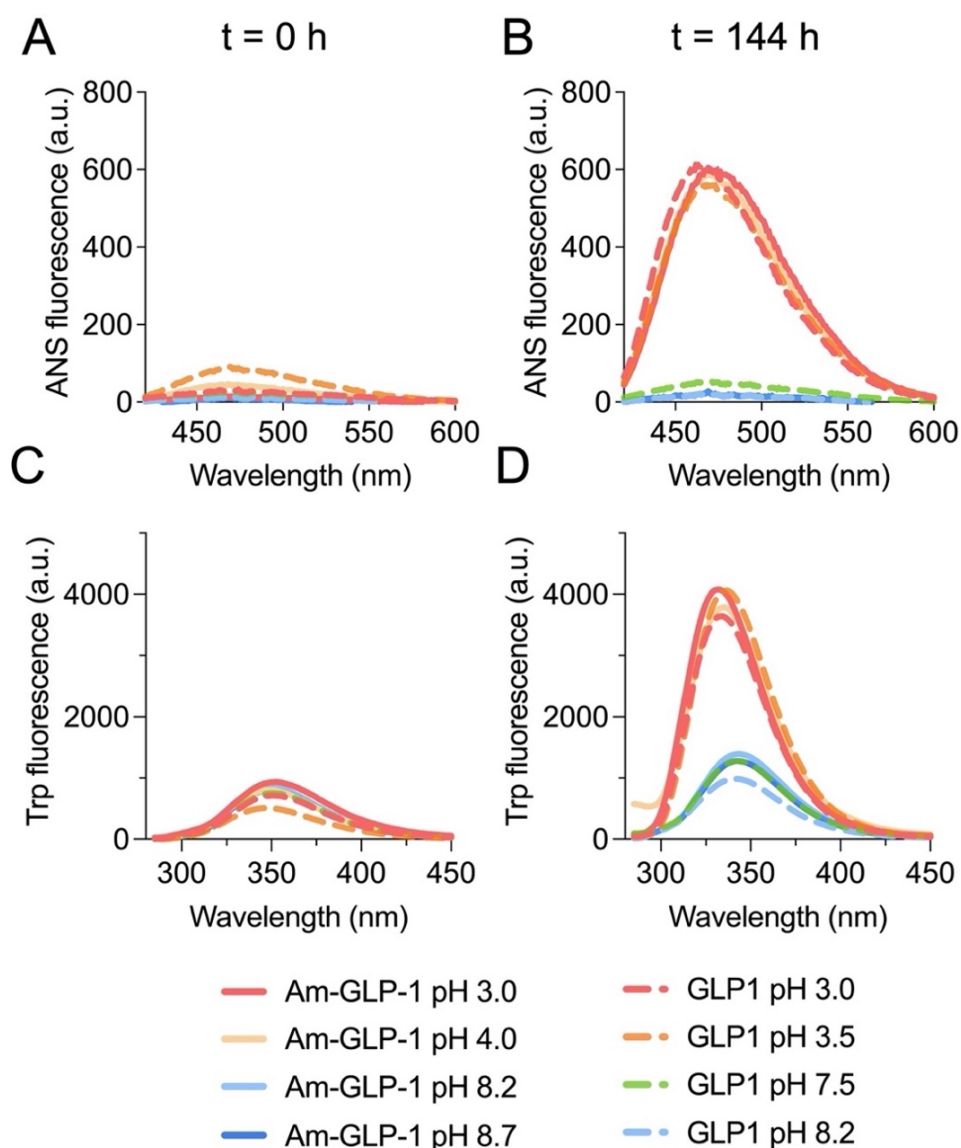 A t = 0 h
B t = 144 h
ANS fluorescence (a.u.)
800
600
400
200
0
450 500 550 600
Wavelength (nm)
ANS fluorescence (a.u.)
800
600
400
200
0
450 500 550 600
Wavelength (nm)
C
Trp fluorescence (a.u.)
4000
2000
0
300 350 400 450
Wavelength (nm)
D
Trp fluorescence (a.u.)
4000
2000
0
300 350 400 450
Wavelength (nm)
Am-GLP-1 pH 3.0
Am-GLP-1 pH 4.0
Am-GLP-1 pH 8.2
Am-GLP-1 pH 8.7
GLP1 pH 3.0
GLP1 pH 3.5
GLP1 pH 7.5
GLP1 pH 8.2